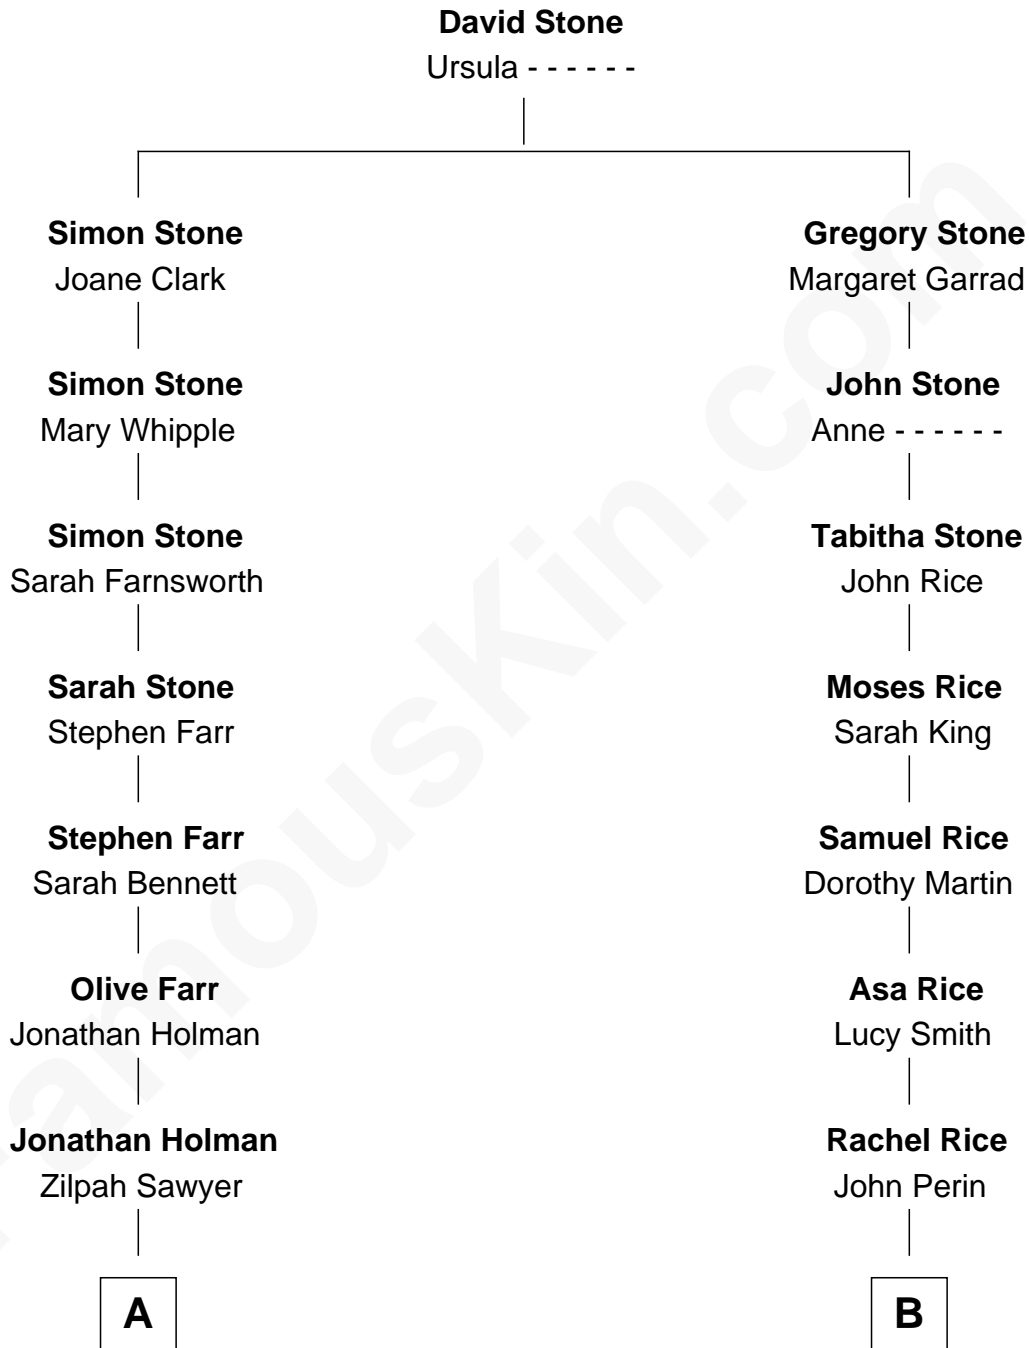 David Stone
Ursula - - - - - -
Simon Stone
Joane Clark
Gregory Stone
Margaret Garrad
Simon Stone
Mary Whipple
John Stone
Anne - - - - - -
Simon Stone
Sarah Farnsworth
Tabitha Stone
John Rice
Sarah Stone
Stephen Farr
Moses Rice
Sarah King
Stephen Farr
Sarah Bennett
Samuel Rice
Dorothy Martin
Olive Farr
Jonathan Holman
Asa Rice
Lucy Smith
Jonathan Holman
Zilpah Sawyer
Rachel Rice
John Perin
A
B
FamousKin.com